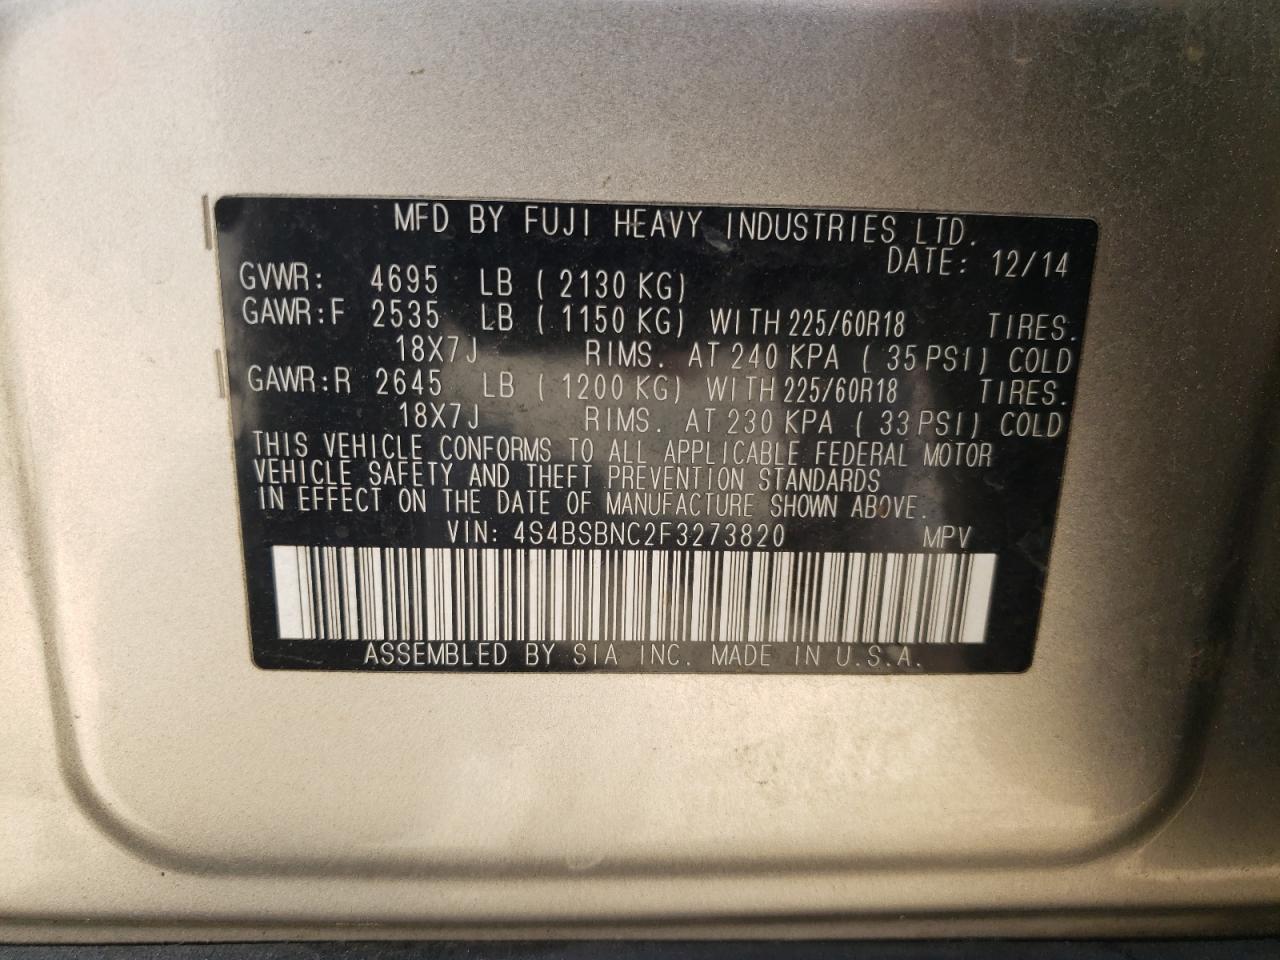 MFD BY FUJI HEAVY INDUSTRIES LTD.
DATE: 12/14
GVWR: 4695 LB ( 2130 KG)
GAWR:F 2535 LB ( 1150 KG) WITH 225/60R18 TIRES.
18X7J RIMS. AT 240 KPA ( 35 PSI) COLD
GAWR:R 2645 LB ( 1200 KG) WITH 225/60R18 TIRES.
18X7J RIMS. AT 230 KPA ( 33 PSI) COLD
THIS VEHICLE CONFORMS TO ALL APPLICABLE FEDERAL MOTOR
VEHICLE SAFETY AND THEFT PREVENTION STANDARDS
IN EFFECT ON THE DATE OF MANUFACTURE SHOWN ABOVE.
VIN: 4S4BSBNC2F3273820 MPV
ASSEMBLED BY SIA INC. MADE IN U.S.A.